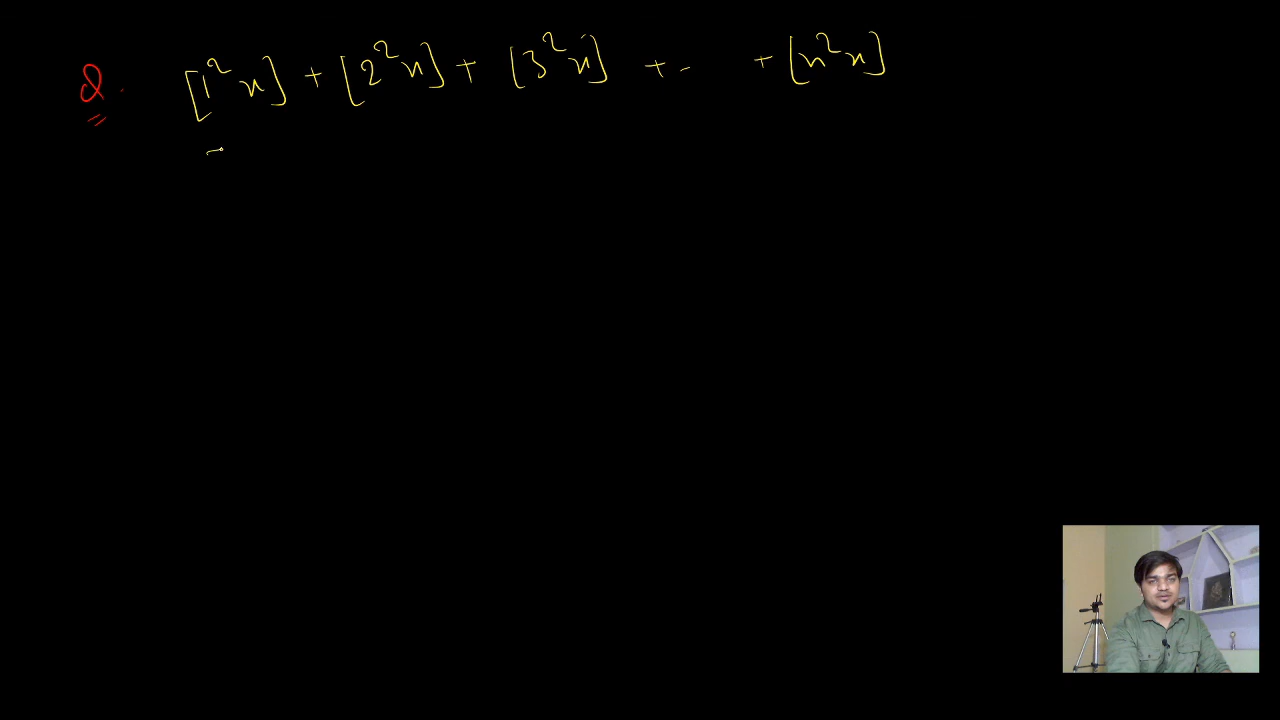 Q. [1²x] + [2²x] + [3²x] + - + [n²x]